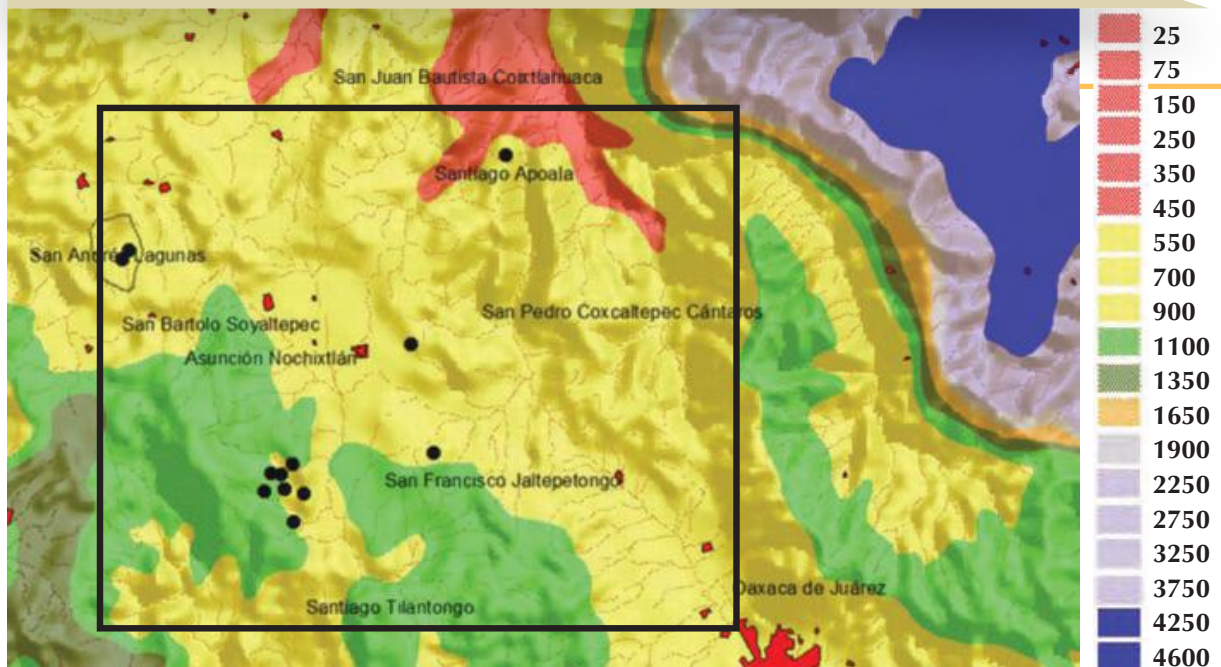 San Juan Bautista Coixtlahuaca
Santiago Apoala
San Andrés Lagunas
San Pedro Coxcaltepec Cántaros
San Bartolo Soyaltepec
Asunción Nochixtlán
San Francisco Jaltepetongo
Oaxaca de Juárez
Santiago Tilantongo
25
75
150
250
350
450
550
700
900
1100
1350
1650
1900
2250
2750
3250
3750
4250
4600